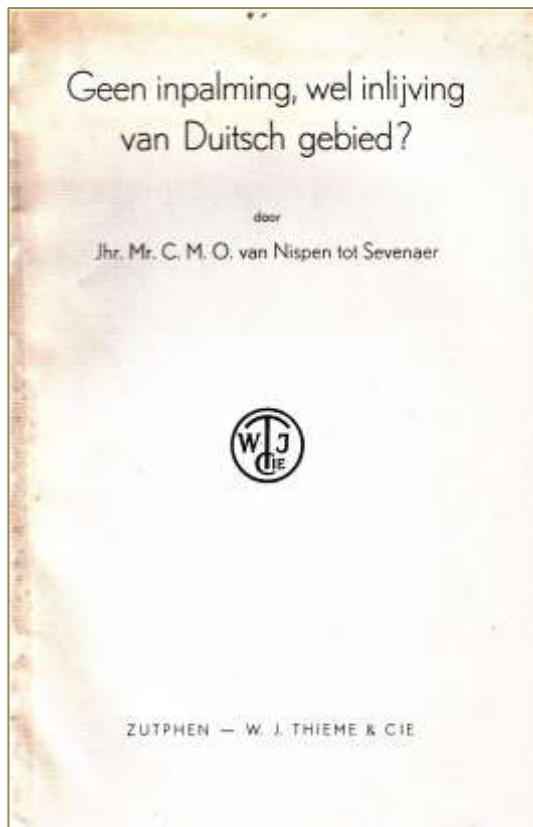 Geen inpalming, wel inlijving
van Duitsch gebied?
door
Jhr. Mr. C. M. O. van Nispen tot Sevenaer
W T J
CIE
ZUTPHEN — W. J. THIEME & CIE